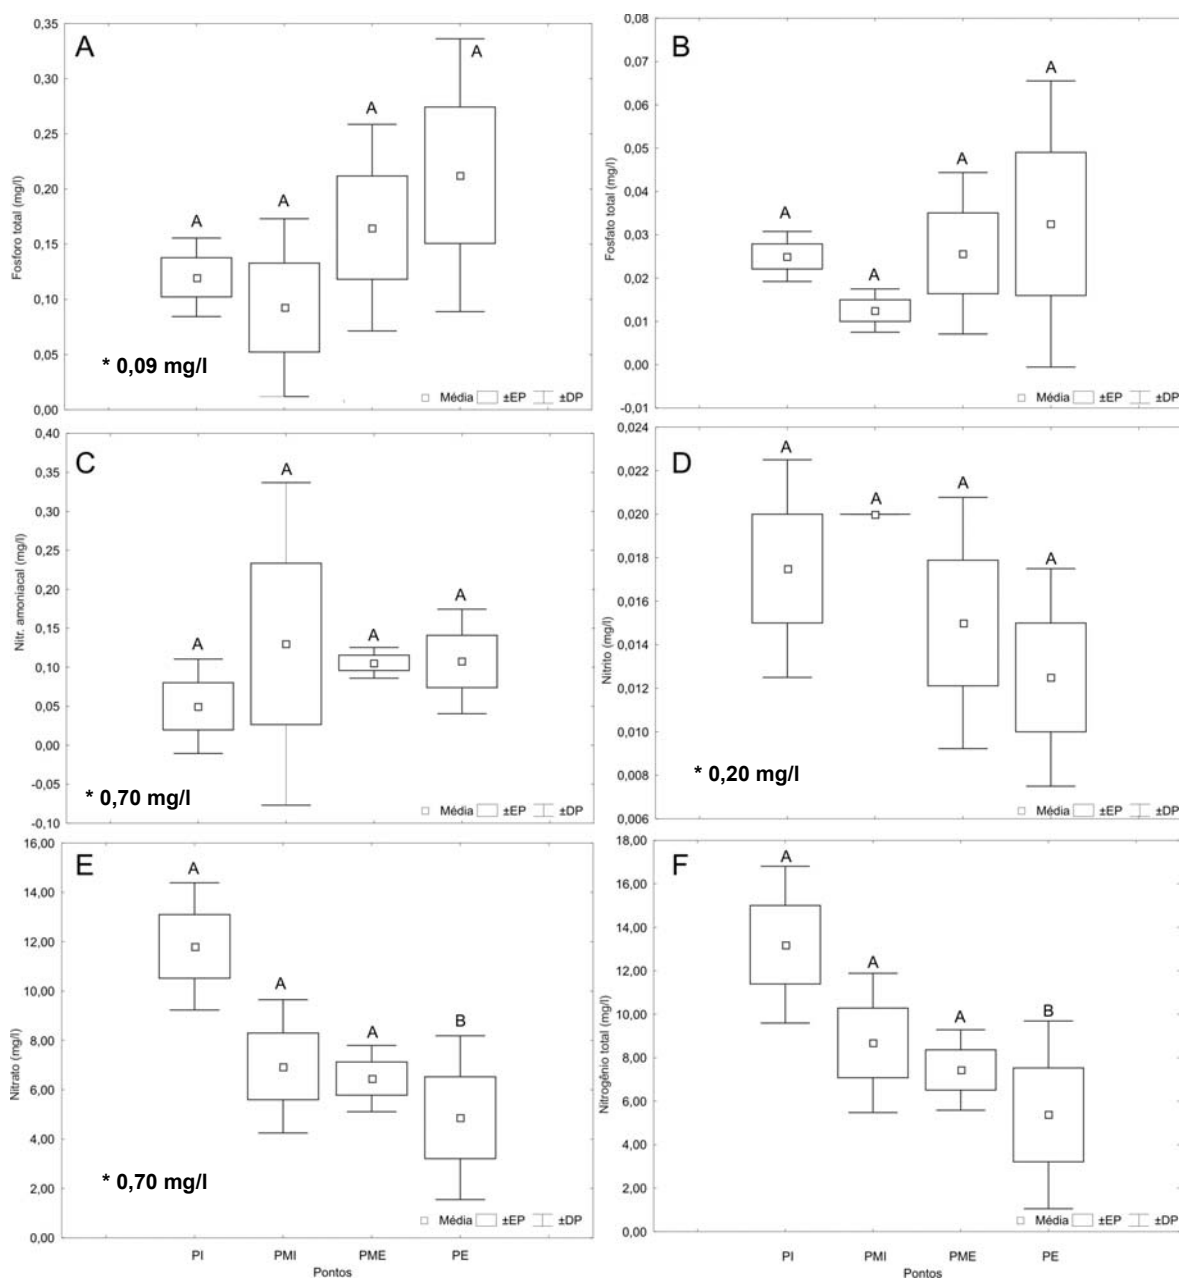 A
Fosforo total (mg/l)
0,35
0,30
0,25
0,20
0,15
0,10
0,05
0,00
A
A
A
A
* 0,09 mg/l
Média ±EP ±DP
B
Fosfato total (mg/l)
0,08
0,07
0,06
0,05
0,04
0,03
0,02
0,01
0,00
-0,01
A
A
A
A
Média ±EP ±DP
C
Nitr. amoniacal (mg/l)
0,40
0,35
0,30
0,25
0,20
0,15
0,10
0,05
0,00
-0,05
-0,10
A
A
A
A
* 0,70 mg/l
Média ±EP ±DP
D
Nitrito (mg/l)
0,024
0,022
0,020
0,018
0,016
0,014
0,012
0,010
0,008
0,006
A
A
A
A
* 0,20 mg/l
Média ±EP ±DP
E
Nitrato (mg/l)
16,00
14,00
12,00
10,00
8,00
6,00
4,00
2,00
0,00
A
A
A
B
* 0,70 mg/l
Média ±EP ±DP
PI PMI PME PE
Pontos
F
Nitrogênio total (mg/l)
18,00
16,00
14,00
12,00
10,00
8,00
6,00
4,00
2,00
0,00
A
A
A
B
Média ±EP ±DP
PI PMI PME PE
Pontos